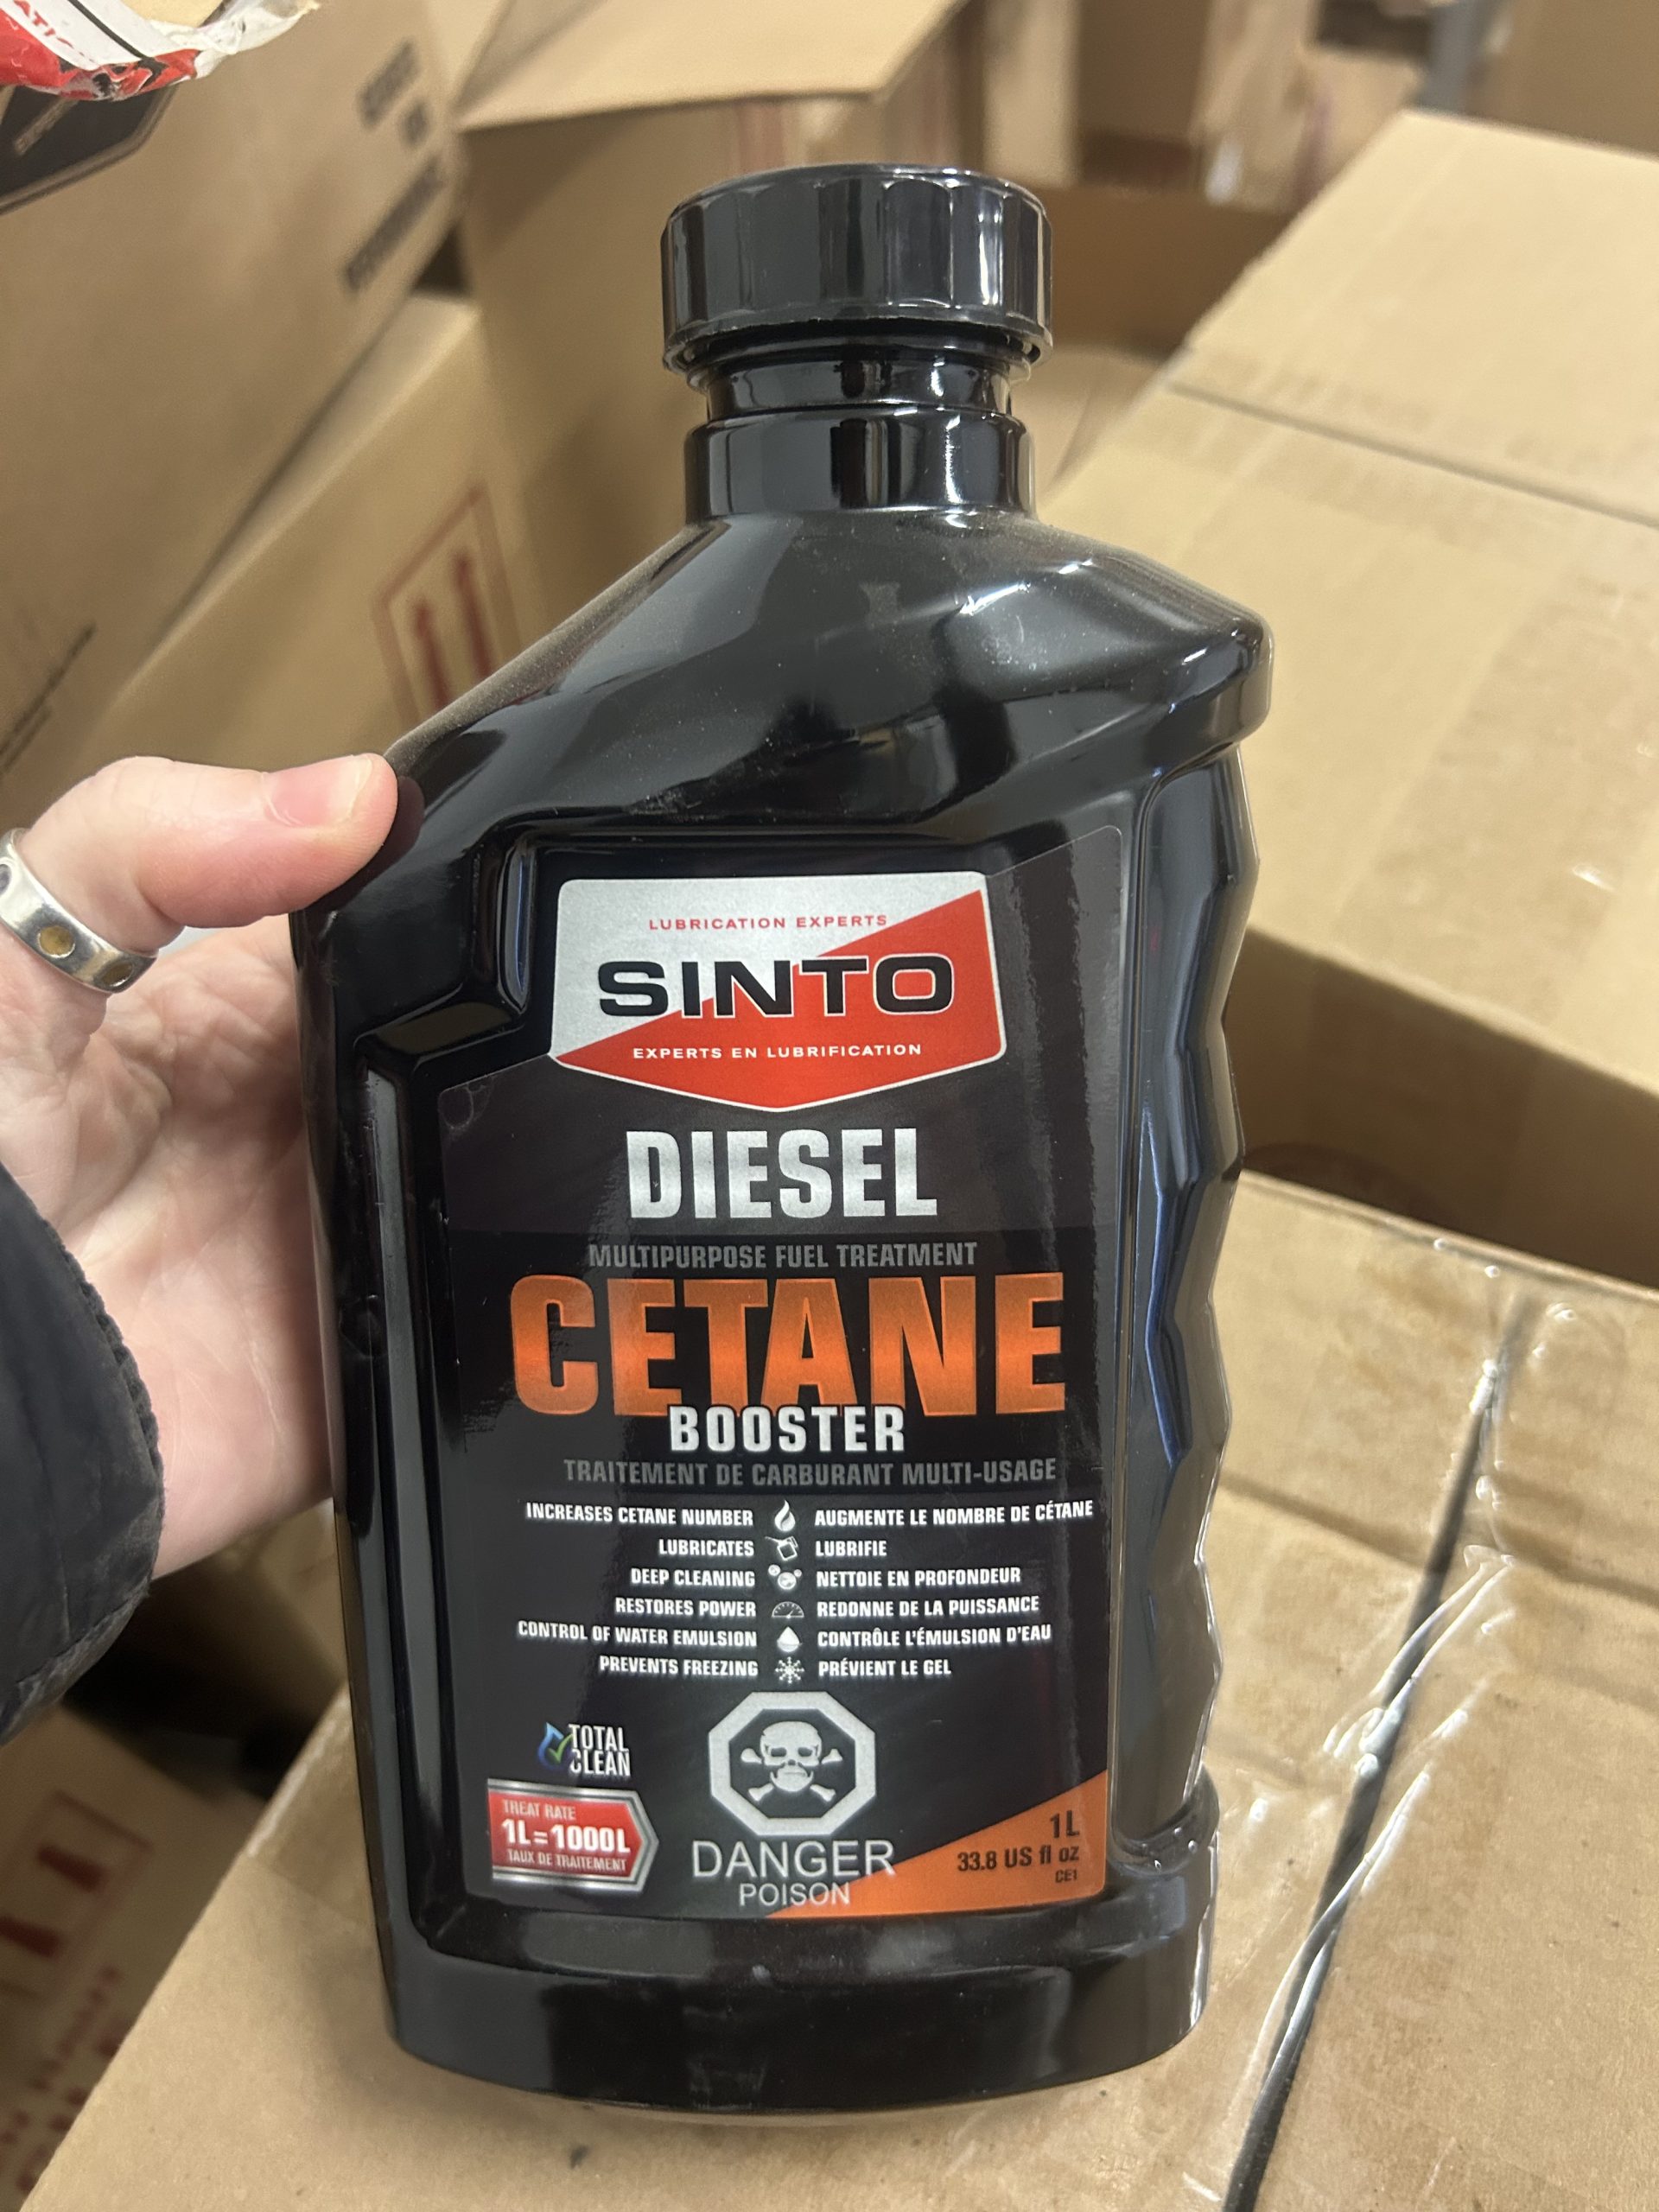 LUBRICATION EXPERTS
SINTO
EXPERTS EN LUBRIFICATION
DIESEL
MULTIPURPOSE FUEL TREATMENT
CETANE
BOOSTER
TRAITEMENT DE CARBURANT MULTI-USAGE
INCREASES CETANE NUMBER AUGMENTE LE NOMBRE DE CÉTANE
LUBRICATES LUBRIFIE
DEEP CLEANING NETTOIE EN PROFONDEUR
RESTORES POWER REDONNE DE LA PUISSANCE
CONTROL OF WATER EMULSION CONTRÔLE L'ÉMULSION D'EAU
PREVENTS FREEZING PRÉVIENT LE GEL
TOTAL
CLEAN
TREAT RATE
1L=1000L
TAUX DE TRAITEMENT
DANGER
POISON
1L
33.8 US fl oz
CE1